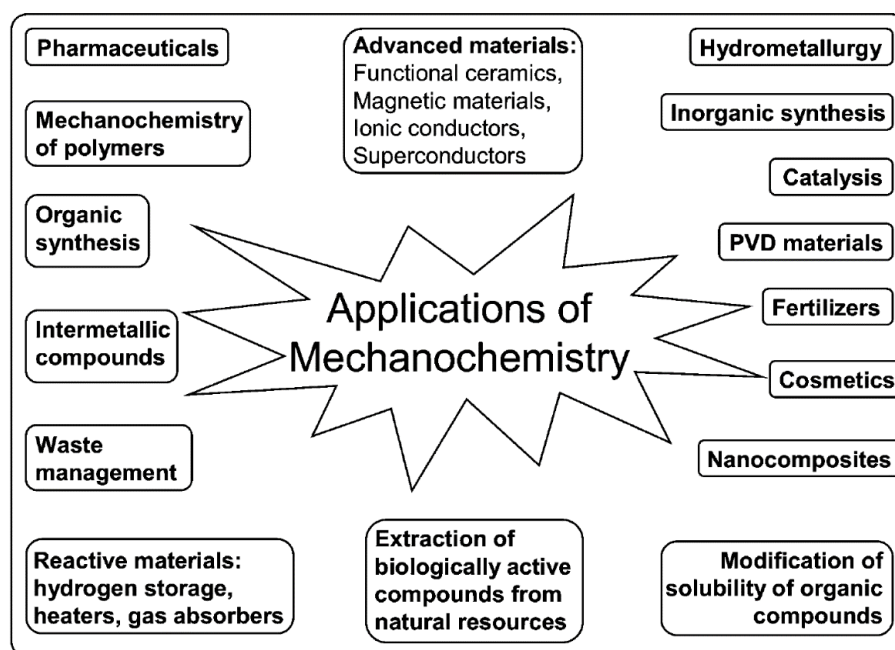 Pharmaceuticals
Mechanochemistry
of polymers
Organic
synthesis
Intermetallic
compounds
Waste
management
Reactive materials:
hydrogen storage,
heaters, gas absorbers
Advanced materials:
Functional ceramics,
Magnetic materials,
Ionic conductors,
Superconductors
Applications of
Mechanochemistry
Extraction of
biologically active
compounds from
natural resources
Hydrometallurgy
Inorganic synthesis
Catalysis
PVD materials
Fertilizers
Cosmetics
Nanocomposites
Modification of
solubility of organic
compounds